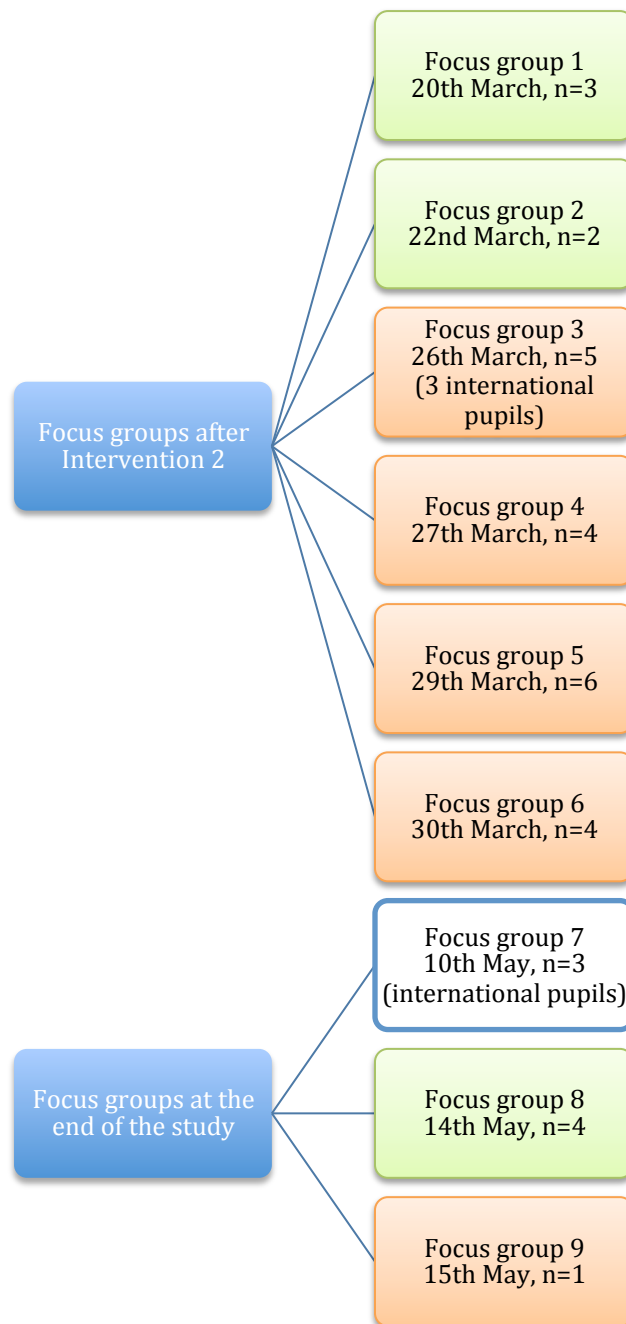 Focus groups after
Intervention 2
Focus group 1
20th March, n=3
Focus group 2
22nd March, n=2
Focus group 3
26th March, n=5
(3 international
pupils)
Focus group 4
27th March, n=4
Focus group 5
29th March, n=6
Focus group 6
30th March, n=4
Focus groups at the
end of the study
Focus group 7
10th May, n=3
(international pupils)
Focus group 8
14th May, n=4
Focus group 9
15th May, n=1